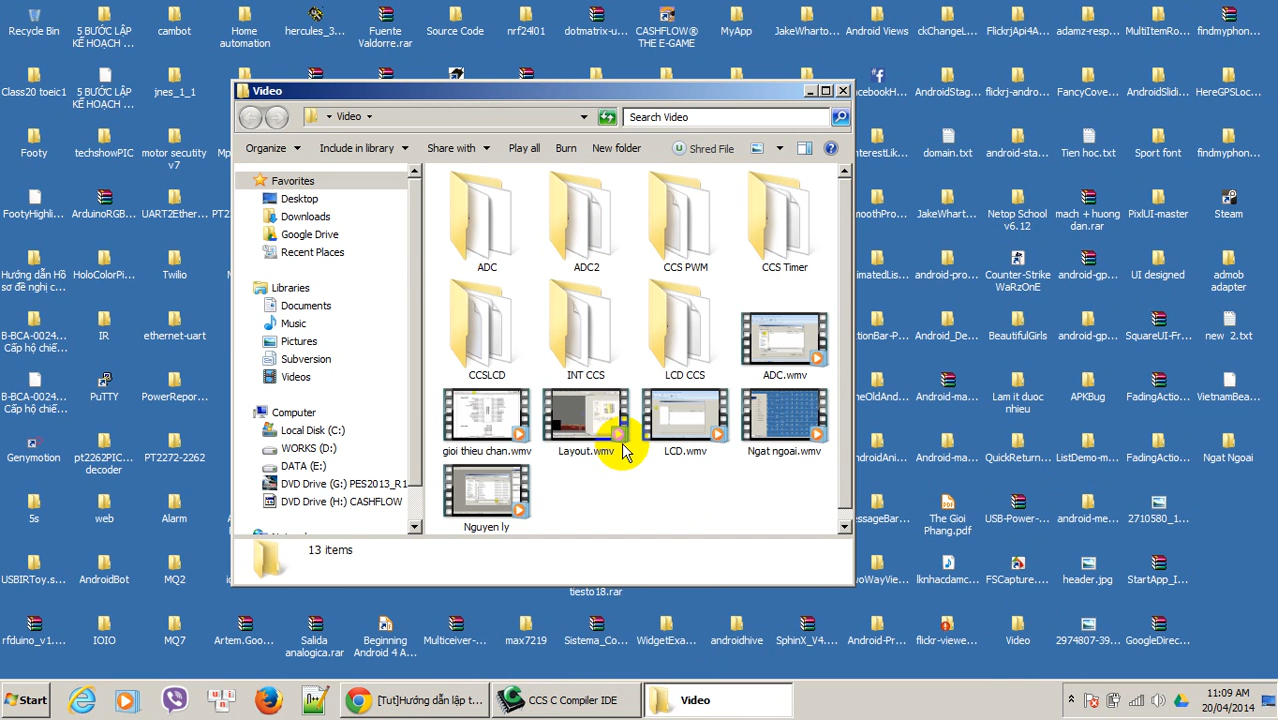 Recycle Bin
cambot
Home
automation
hercules_3...
Fuente
Valdorre.rar
Source Code
nrf24l01
dotmatrix-u...
CASHFLOW®
THE E-GAME
MyApp
JakeWharto...
Android Views
ckChangeL...
FlickrjApi4A...
adamz-resp...
MultiItemRo...
findmyphon...
5 BƯỚC LẬP
KẾ HOẠCH ...
Class20 toeic1
5 BƯỚC LẬP
KẾ HOẠCH ...
jnes_1_1
Video
acebookH...
AndroidStag...
flickrj-andro...
FancyCove...
AndroidSlidi...
HereGPSLoc...
Video
Search Video
Organize
Include in library
Share with
Play all
Burn
New folder
Shred File
Footy
techshowPIC
motor secutity
v7
terestLik...
domain.txt
android-sta...
Tien hoc.txt
Sport font
findmyphon...
Favorites
Desktop
Downloads
Google Drive
Recent Places
Libraries
Documents
Music
Pictures
Subversion
Videos
Computer
Local Disk (C:)
WORKS (D:)
DATA (E:)
DVD Drive (G:) PES2013_R1
DVD Drive (H:) CASHFLOW
ADC
ADC2
CCS PWM
CCS Timer
CCSLCD
INT CCS
LCD CCS
ADC.wmv
gioi thieu chan.wmv
Layout.wmv
LCD.wmv
Ngat ngoai.wmv
Nguyen ly
13 items
FootyHighli...
ArduinoRGB...
UART2Ether...
PT2
moothPro...
JakeWhart...
Netop School
v6.12
mach + huong
dan.rar
PixlUI-master
Steam
Hướng dẫn Hồ
sơ đề nghị c...
HoloColorPi...
Twilio
nimatedLis...
android-pro...
Counter-Strike
WaRzOnE
android-gp...
UI designed
admob
adapter
B-BCA-0024...
Cấp hộ chiế...
IR
ethernet-uart
tionBar-P...
Android_De...
BeautifulGirls
android-gp...
SquareUI-Fr...
new 2.txt
B-BCA-0024...
Cấp hộ chiế...
PuTTY
PowerRepor...
eOldAnd...
Android-ma...
Lam it duoc
nhieu
APKBug
FadingActio...
VietnamBea...
Genymotion
pt2262PIC...
decoder
PT2272-2262
AndroidAni...
android-me...
QuickReturn...
ListDemo-m...
FadingActio...
Ngat Ngoai
5s
web
Alarm
essageBar...
The Gioi
Phang.pdf
USB-Power-...
android-me...
2710580_1...
USBIRToy.s...
AndroidBot
MQ2
tiesto18.rar
woWayVie...
lknhacdamc...
FSCapture....
header.jpg
StartApp_I...
rfduino_v1....
IOIO
MQ7
Artem.Goo...
Salida
analogica.rar
Beginning
Android 4 A...
Multiceiver-...
max7219
Sistema_Co...
WidgetExa...
androidhive
SphinX_V4...
Android-Pr...
flickr-viewe...
Video
2974807-39...
GoogleDirec...
Start
[Tut]Hướng dẫn lập t...
CCS C Compiler IDE
Video
11:09 AM
20/04/2014